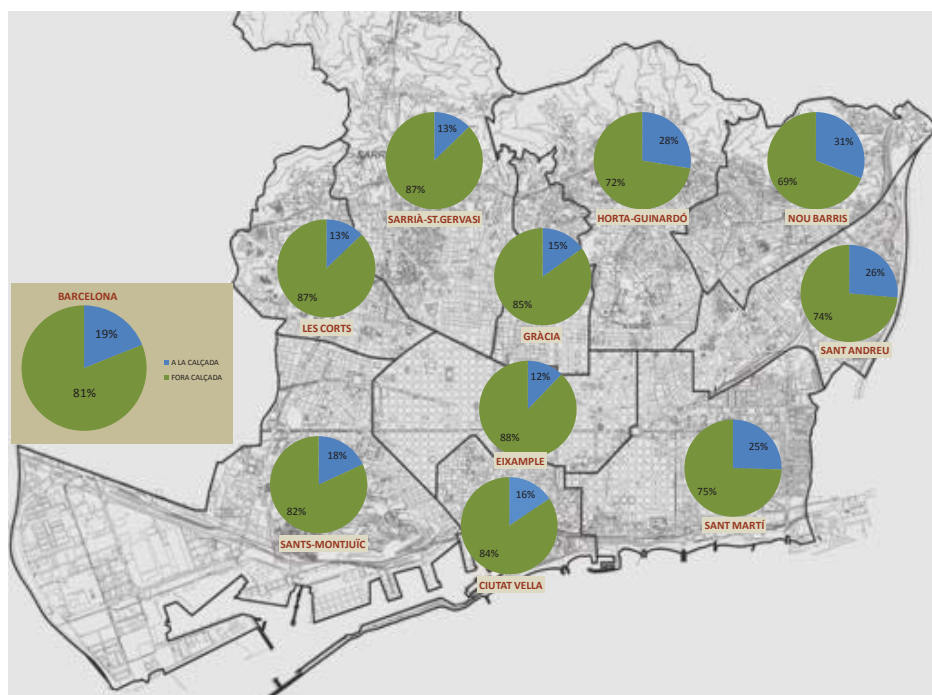 13%
87%
SARRIÀ-ST.GERVASI
28%
72%
HORTA-GUINARDÓ
31%
69%
NOU BARRIS
13%
87%
LES CORTS
15%
85%
GRÀCIA
26%
74%
SANT ANDREU
BARCELONA
19%
81%
A LA CALÇADA
FORA CALÇADA
12%
88%
EIXAMPLE
18%
82%
SANTS-MONTJUÏC
16%
84%
CIUTAT VELLA
25%
75%
SANT MARTÍ